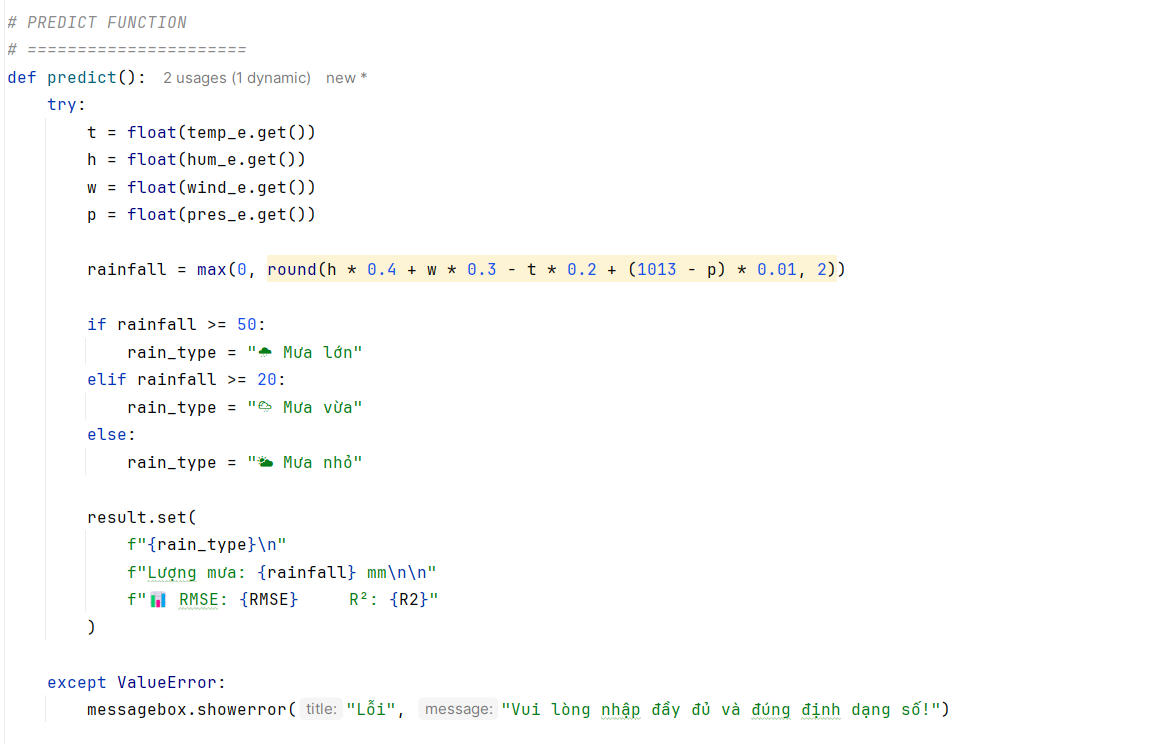 # PREDICT FUNCTION
# ======================
def predict(): 2 usages (1 dynamic) new *
    try:
        t = float(temp_e.get())
        h = float(hum_e.get())
        w = float(wind_e.get())
        p = float(pres_e.get())

        rainfall = max(0, round(h * 0.4 + w * 0.3 - t * 0.2 + (1013 - p) * 0.01, 2))

        if rainfall >= 50:
            rain_type = "🌧 Mưa lớn"
        elif rainfall >= 20:
            rain_type = "🌦 Mưa vừa"
        else:
            rain_type = "🌤 Mưa nhỏ"

        result.set(
            f"{rain_type}\n"
            f"Lượng mưa: {rainfall} mm\n\n"
            f"📊 RMSE: {RMSE}     R²: {R2}"
        )

    except ValueError:
        messagebox.showerror( title: "Lỗi", message: "Vui lòng nhập đầy đủ và đúng định dạng số!")